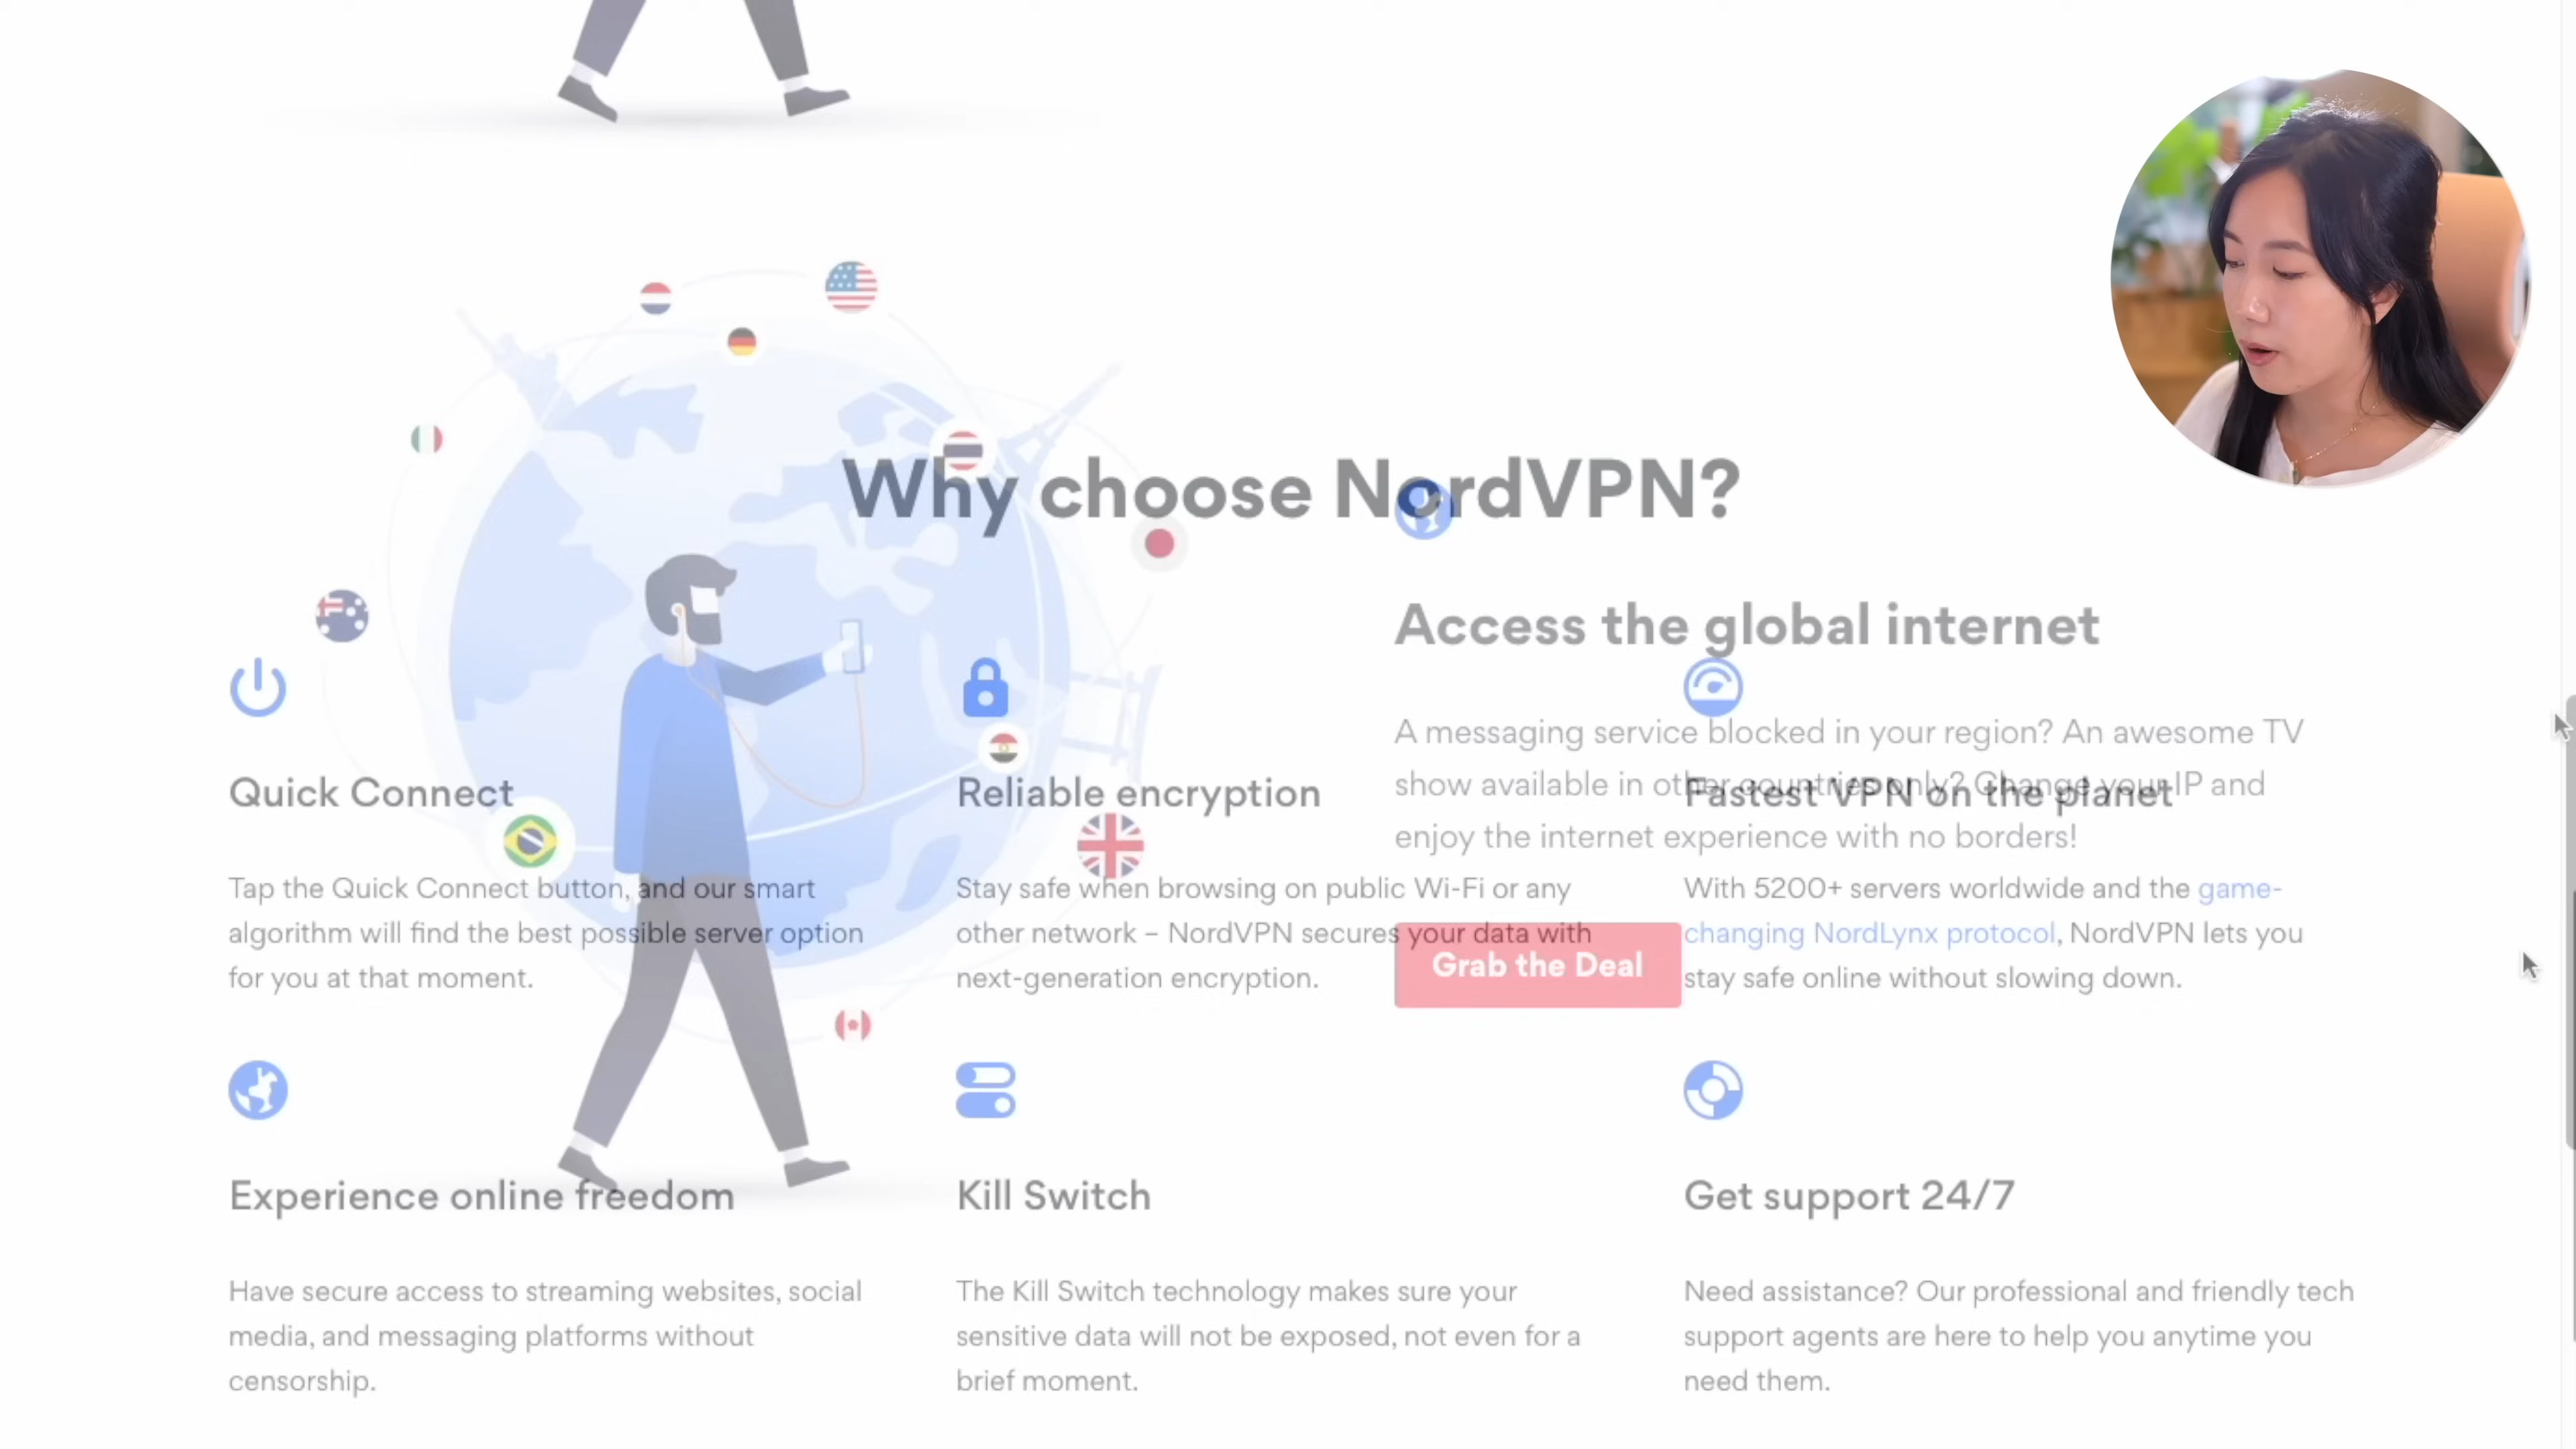 Why choose NordVPN?
Access the global internet
A messaging service blocked in your region? An awesome TV
show available in other countries only? Change your IP and
enjoy the internet experience with no borders!
Grab the Deal
Quick Connect
Tap the Quick Connect button, and our smart
algorithm will find the best possible server option
for you at that moment.
Reliable encryption
Stay safe when browsing on public Wi-Fi or any
other network – NordVPN secures your data with
next-generation encryption.
Fastest VPN on the planet
With 5200+ servers worldwide and the game-
changing NordLynx protocol, NordVPN lets you
stay safe online without slowing down.
Experience online freedom
Have secure access to streaming websites, social
media, and messaging platforms without
censorship.
Kill Switch
The Kill Switch technology makes sure your
sensitive data will not be exposed, not even for a
brief moment.
Get support 24/7
Need assistance? Our professional and friendly tech
support agents are here to help you anytime you
need them.